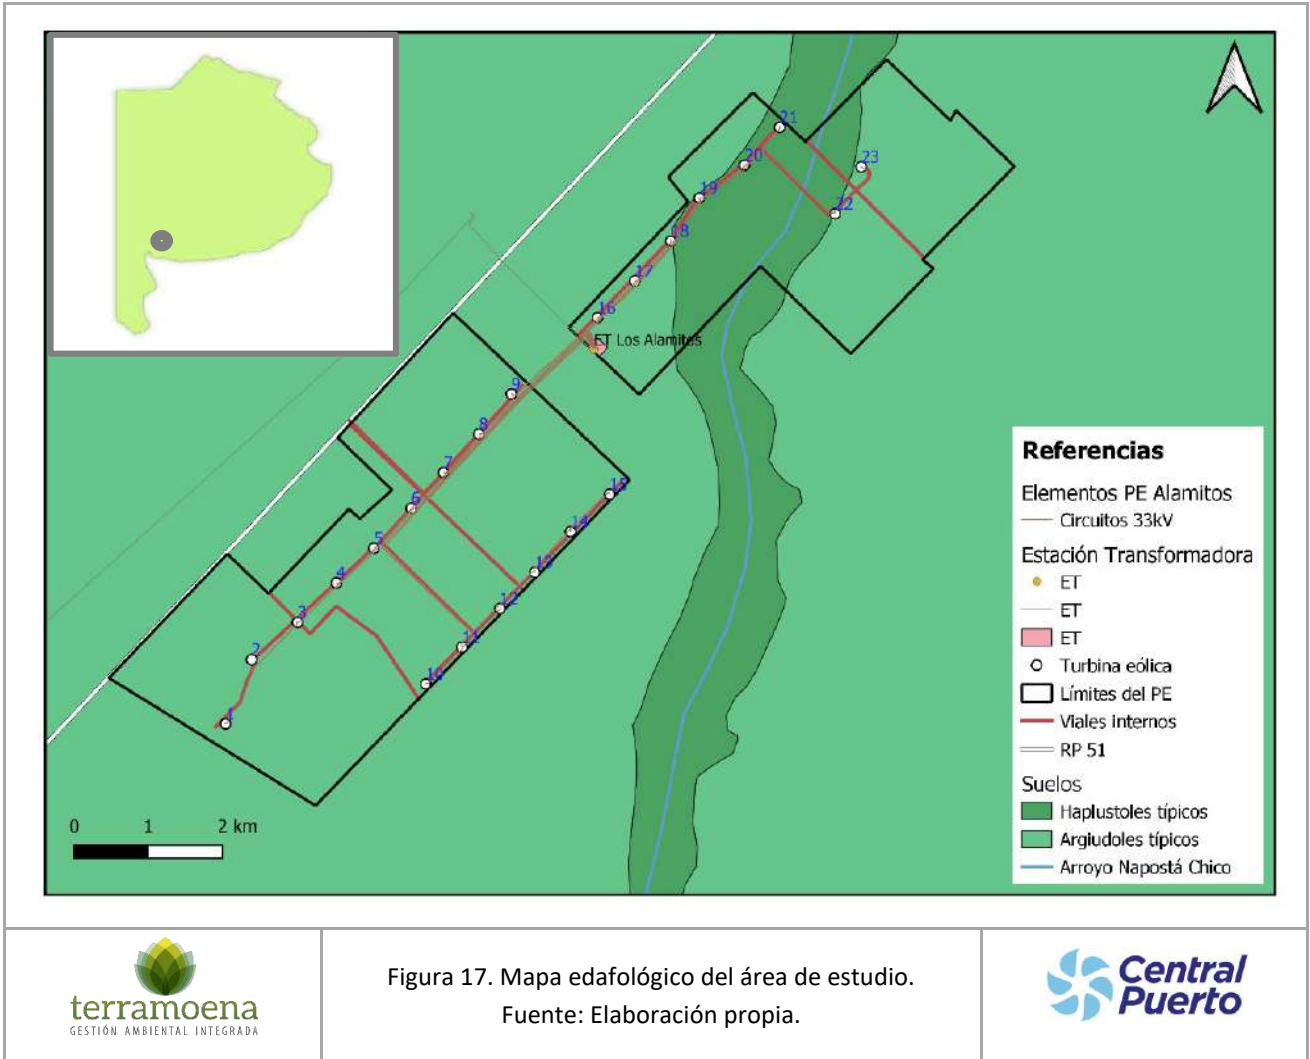 21
20
23
19
22
18
17
16
ET Los Alamitos
9
8
7
6
15
5
14
4
13
3
12
2
11
10
1
0 1 2 km
Referencias
Elementos PE Alamitos
Circuitos 33kV
Estación Transformadora
ET
ET
ET
Turbina eólica
Límites del PE
Viales internos
RP 51
Suelos
Haplustoles típicos
Argiudoles típicos
Arroyo Napostá Chico
terramoena
GESTIÓN AMBIENTAL INTEGRADA
Figura 17. Mapa edafológico del área de estudio.
Fuente: Elaboración propia.
Central
Puerto